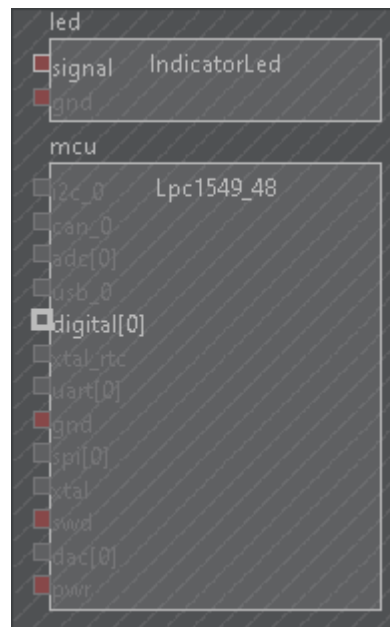 led
signal IndicatorLed
gnd
mcu
i2c_0 Lpc1549_48
can_0
adc[0]
usb_0
digital[0]
xtal_rtc
uart[0]
gnd
spi[0]
xtal
swd
dac[0]
pwr